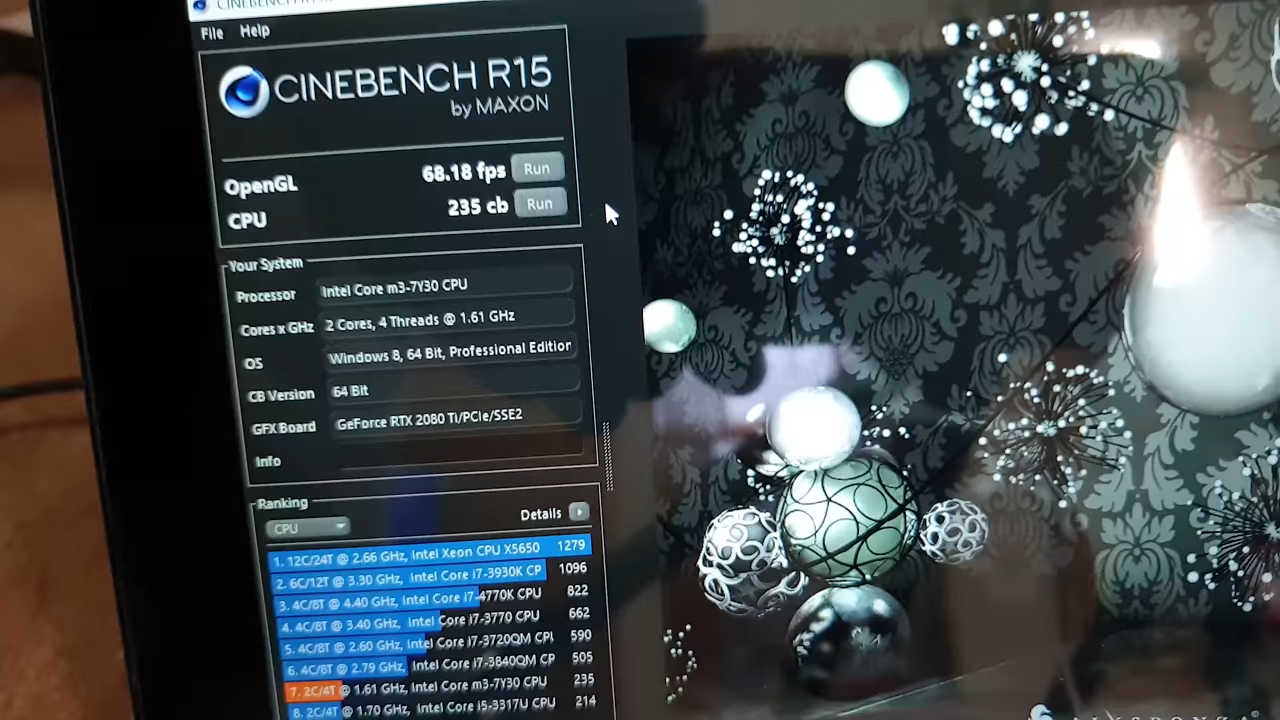 CINEBENCH R15
File Help
CINEBENCH R15
by MAXON
OpenGL 68.18 fps Run
CPU 235 cb Run
Your System
Processor Intel Core m3-7Y30 CPU
Cores x GHz 2 Cores, 4 Threads @ 1.61 GHz
OS Windows 8, 64 Bit, Professional Edition
CB Version 64 Bit
GFX Board GeForce RTX 2080 Ti/PCIe/SSE2
Info
Ranking
CPU Details
1. 12C/24T @ 2.66 GHz, Intel Xeon CPU X5650 1279
2. 6C/12T @ 3.30 GHz, Intel Core i7-3930K CP 1096
3. 4C/8T @ 4.40 GHz, Intel Core i7-4770K CPU 822
4. 4C/8T @ 3.40 GHz, Intel Core i7-3770 CPU 662
5. 4C/8T @ 2.60 GHz, Intel Core i7-3720QM CPI 590
6. 4C/8T @ 2.79 GHz, Intel Core i7-3840QM CP 505
7. 2C/4T @ 1.61 GHz, Intel Core m3-7Y30 CPU 235
8. 2C/4T @ 1.70 GHz, Intel Core i5-3317U CPU 214